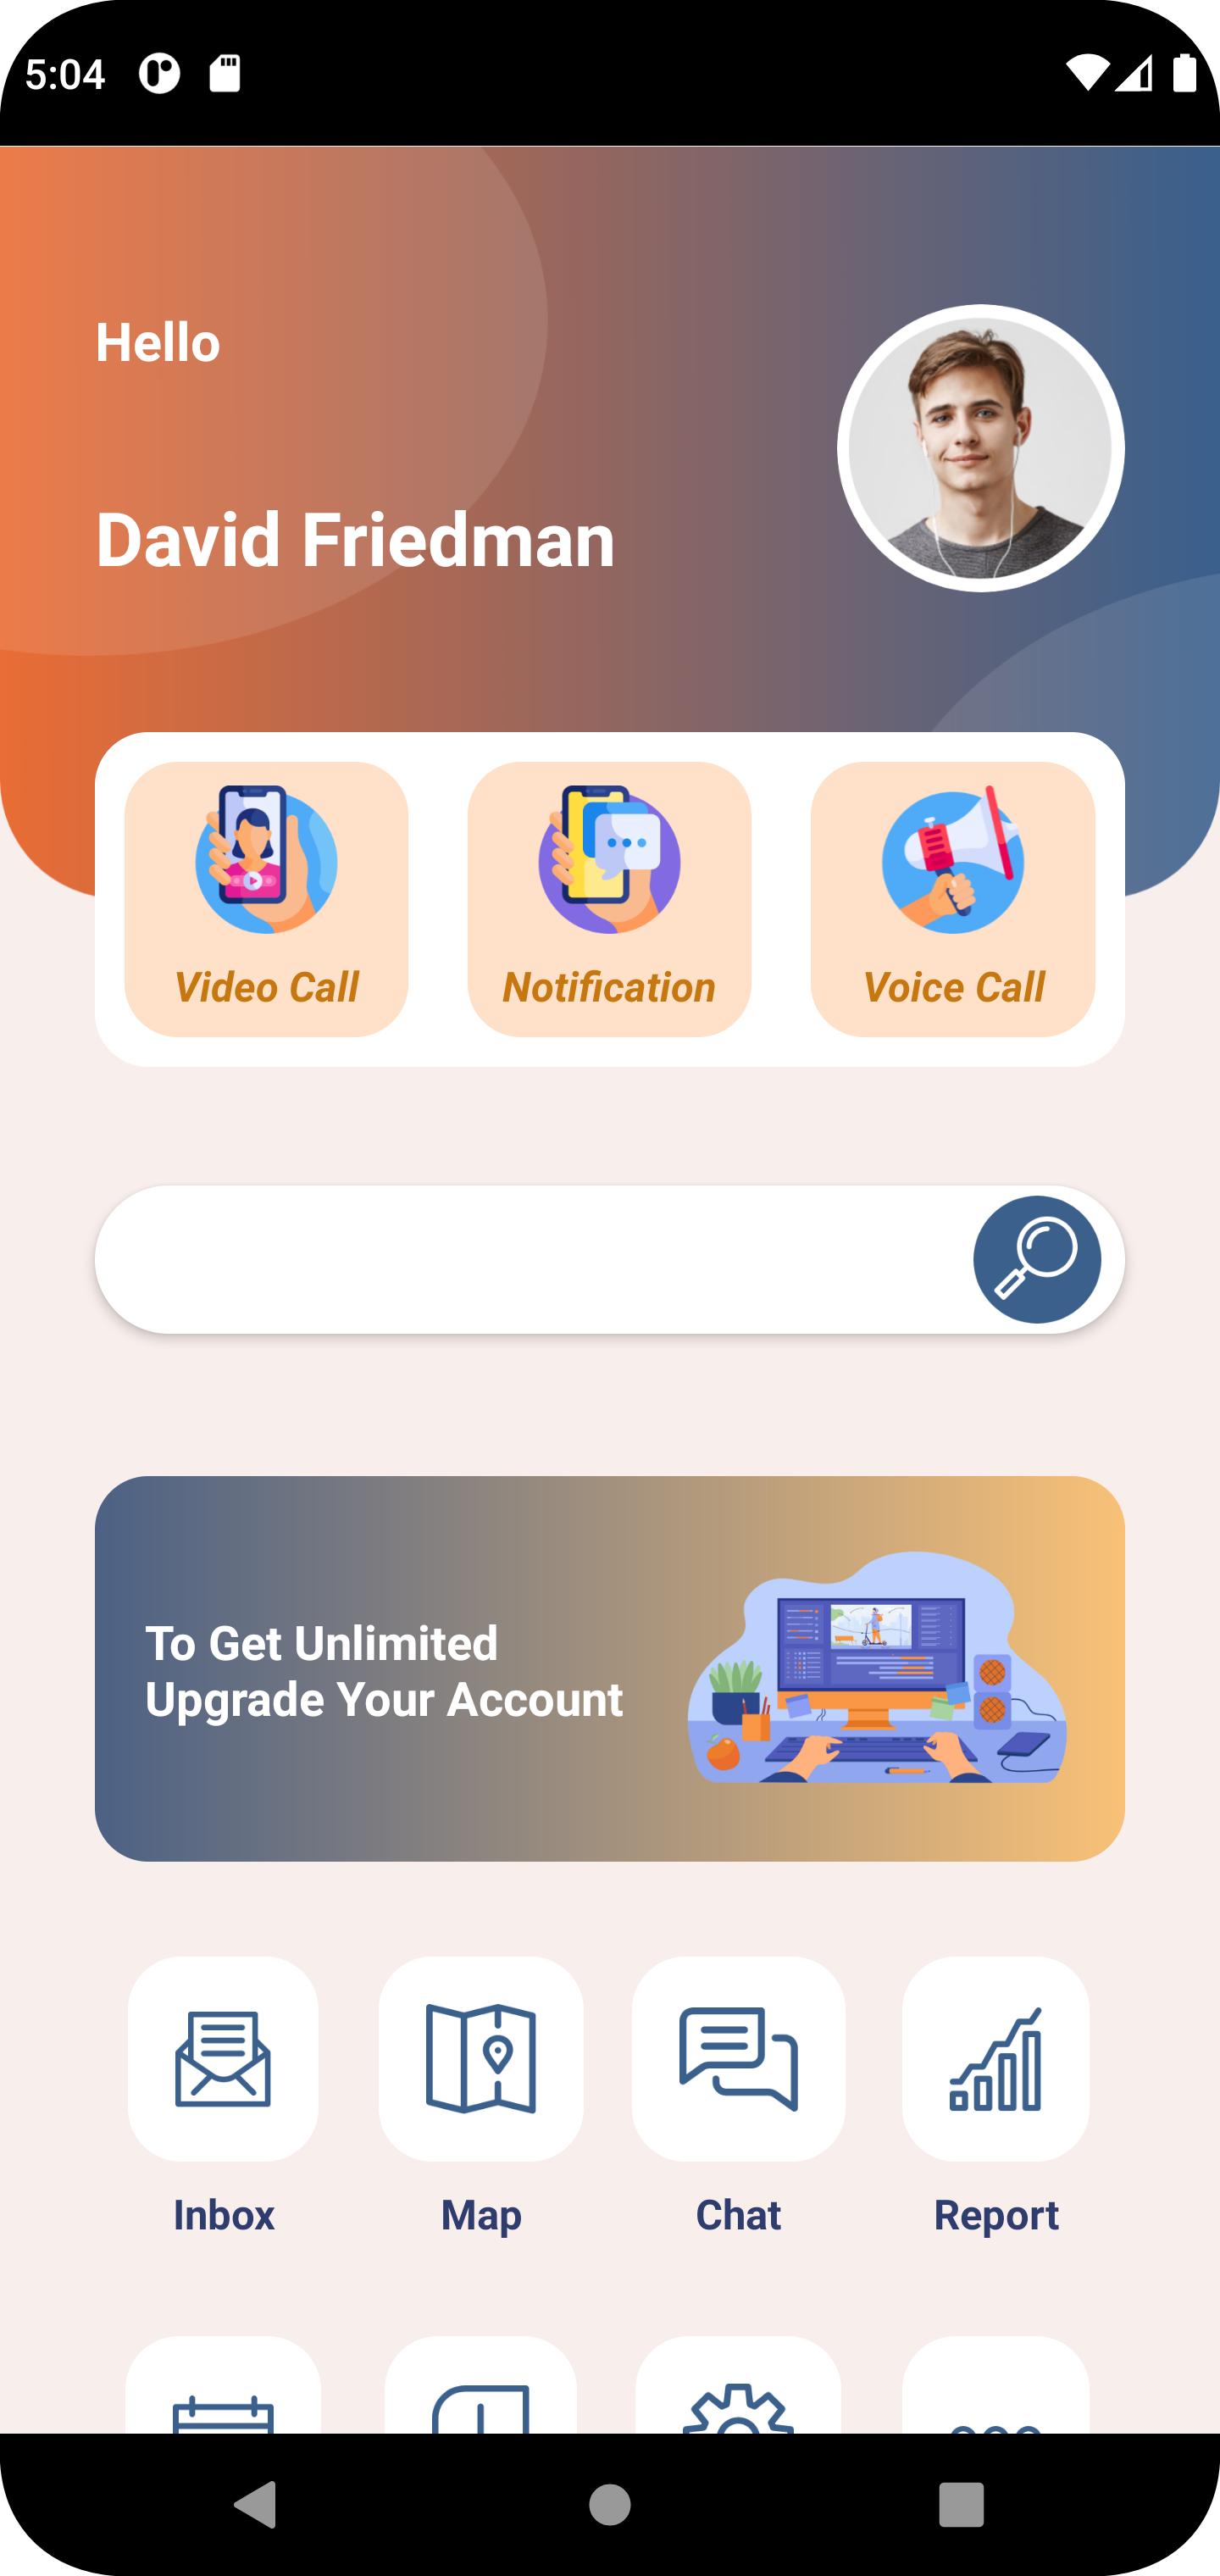 5:04
Hello
David Friedman
Video Call
Notification
Voice Call
To Get Unlimited
Upgrade Your Account
Inbox
Map
Chat
Report